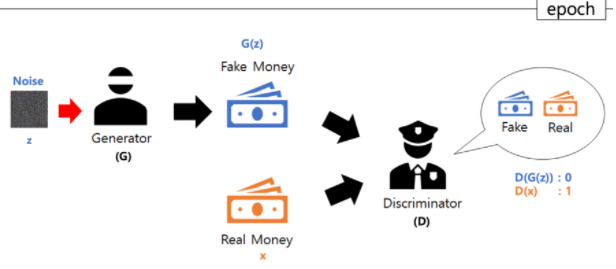 epoch
Noise
z
Generator
(G)
G(z)
Fake Money
Real Money
x
Discriminator
(D)
Fake Real
D(G(z)) : 0
D(x) : 1